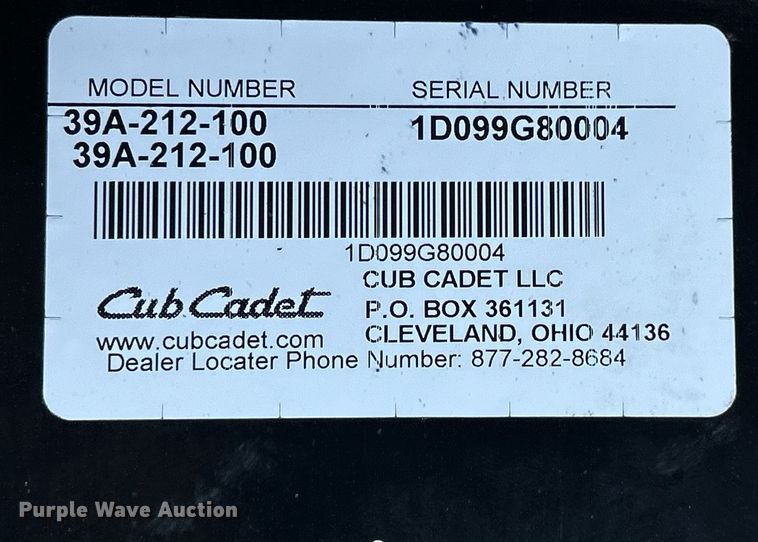 MODEL NUMBER SERIAL NUMBER
39A-212-100 1D099G80004
39A-212-100
1D099G80004
CUB CADET LLC
Cub Cadet P.O. BOX 361131
www.cubcadet.com CLEVELAND, OHIO 44136
Dealer Locater Phone Number: 877-282-8684
Purple Wave Auction